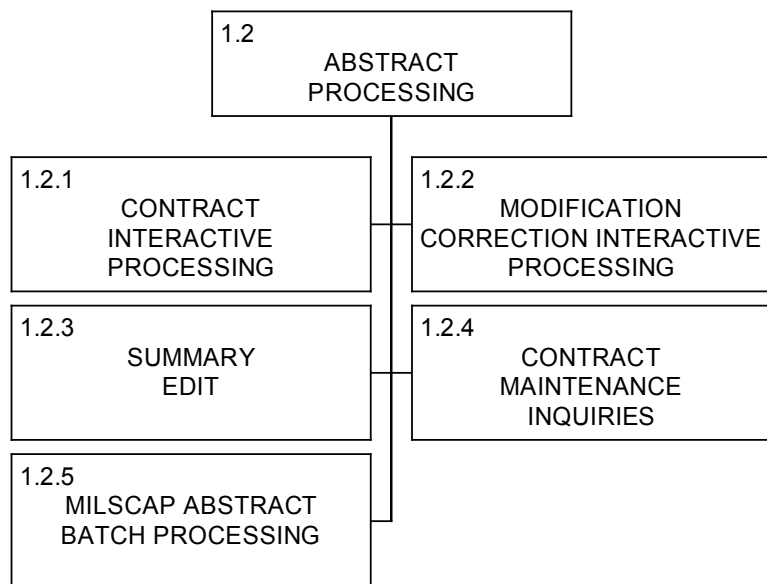 1.2
ABSTRACT
PROCESSING
1.2.1
CONTRACT
INTERACTIVE
PROCESSING
1.2.2
MODIFICATION
CORRECTION INTERACTIVE
PROCESSING
1.2.3
SUMMARY
EDIT
1.2.4
CONTRACT
MAINTENANCE
INQUIRIES
1.2.5
MILSCAP ABSTRACT
BATCH PROCESSING